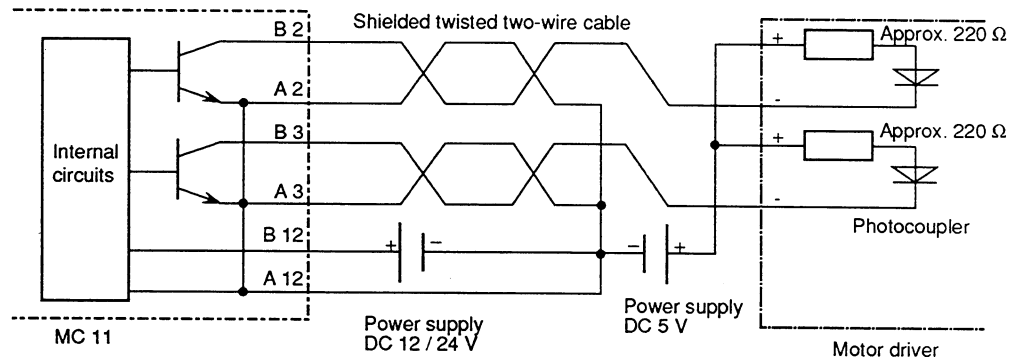 B 2
Shielded twisted two-wire cable
+
Approx. 220 Ω
A 2
-
B 3
+
Approx. 220 Ω
Internal
circuits
A 3
-
Photocoupler
B 12
+
−
−
+
A 12
Power supply
DC 5 V
Power supply
DC 12 / 24 V
MC 11
Motor driver